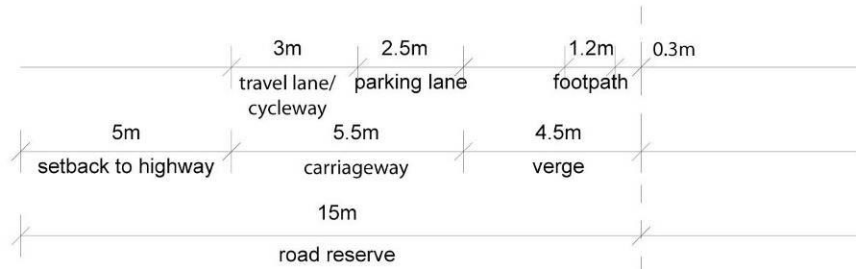 3m 2.5m 1.2m 0.3m
travel lane/ parking lane footpath
cycleway
5m 5.5m 4.5m
setback to highway carriageway verge
15m
road reserve